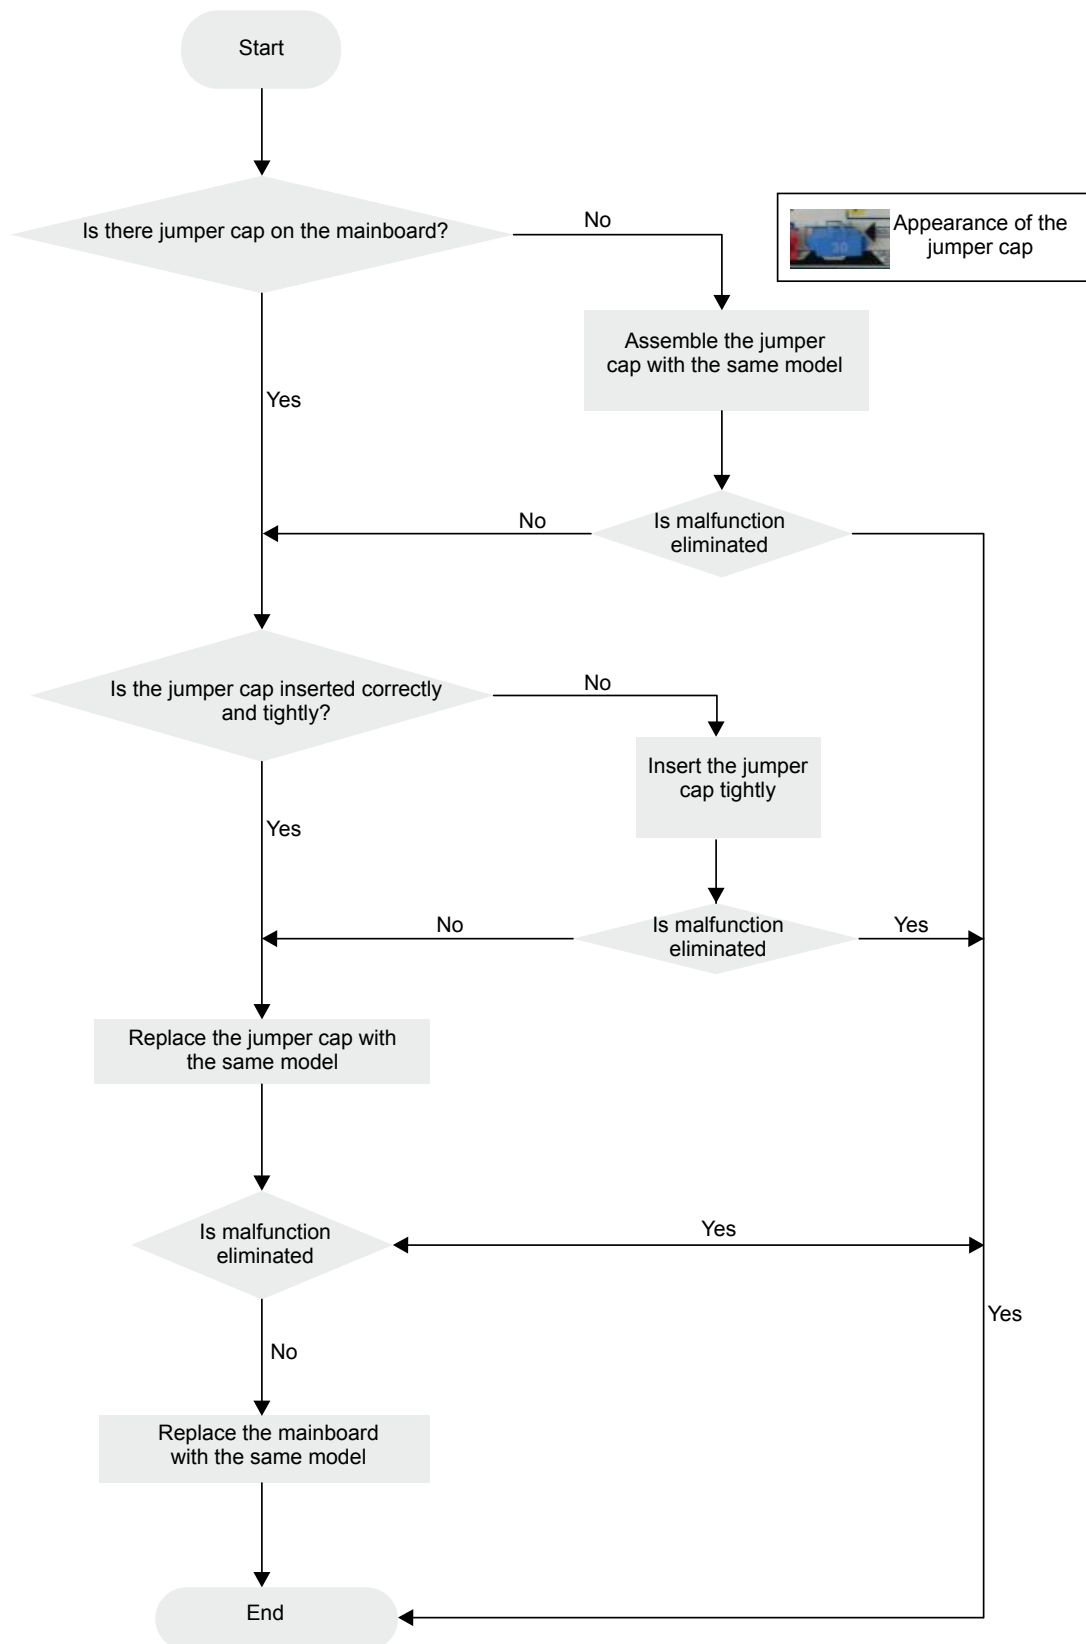 Start
Is there jumper cap on the mainboard?
No
Appearance of the
jumper cap
30
Assemble the jumper
cap with the same model
Yes
No
Is malfunction
eliminated
Is the jumper cap inserted correctly
and tightly?
No
Insert the jumper
cap tightly
Yes
No
Is malfunction
eliminated
Yes
Replace the jumper cap with
the same model
Is malfunction
eliminated
Yes
Yes
No
Replace the mainboard
with the same model
End